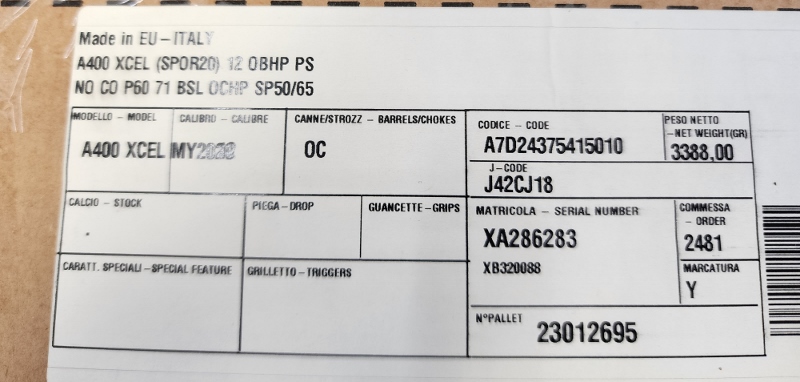 Made in EU-ITALY
A400 XCEL (SPOR20) 12 OBHP PS
NO CO P60 71 BSL OCHP SP50/65
MODELLO - MODEL
CALIBRO - CALIBRE
CANNE/STROZZ - BARRELS/CHOKES
CODICE - CODE
PESO NETTO
-NET WEIGHT(GR)
A400 XCEL
OC
A7D24375415010
3388,00
J-CODE
J42CJ18
CALCIO - STOCK
PIEGA-DROP
GUANCETTE-GRIPS
MATRICOLA - SERIAL NUMBER
COMMESSA
- ORDER
XA286283
2481
XB320088
MARCATURA
Y
CARATT. SPECIALI-SPECIAL FEATURE
GRILLETTO-TRIGGERS
N°PALLET
23012695